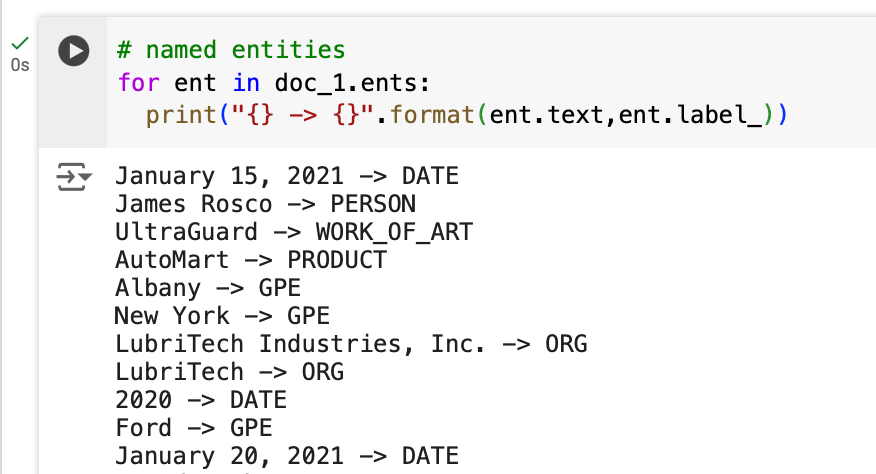 # named entities
0s
for ent in doc_1.ents:
  print("{} -> {}".format(ent.text,ent.label_))
January 15, 2021 -> DATE
James Rosco -> PERSON
UltraGuard -> WORK_OF_ART
AutoMart -> PRODUCT
Albany -> GPE
New York -> GPE
LubriTech Industries, Inc. -> ORG
LubriTech -> ORG
2020 -> DATE
Ford -> GPE
January 20, 2021 -> DATE